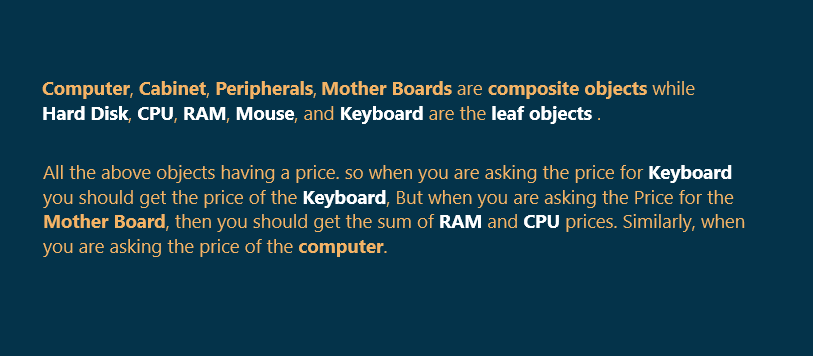 Computer, Cabinet, Peripherals, Mother Boards are composite objects while
Hard Disk, CPU, RAM, Mouse, and Keyboard are the leaf objects .
All the above objects having a price. so when you are asking the price for Keyboard
you should get the price of the Keyboard, But when you are asking the Price for the
Mother Board, then you should get the sum of RAM and CPU prices. Similarly, when
you are asking the price of the computer.